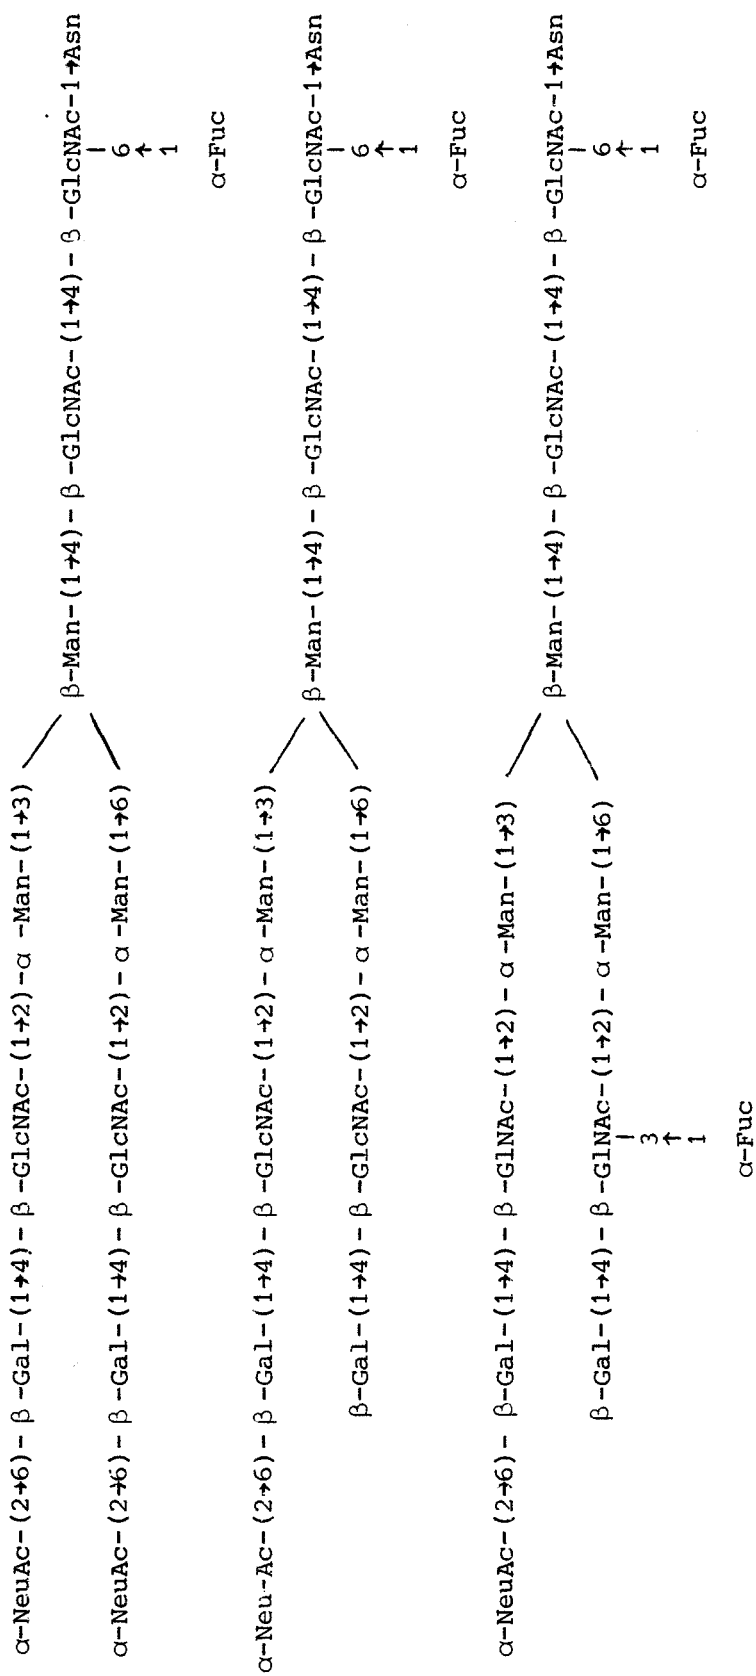 α-NeuAc-(2→6)- β -Gal-(1→4)- β -GlcNAc-(1→2)-α -Man-(1→3)
β-Man-(1→4)- β -GlcNAc-(1→4)- β -GlcNAc-1→Asn
α-NeuAc-(2→6)- β -Gal-(1→4)- β -GlcNAc-(1→2)- α -Man-(1→6)
6
↑
1
α-Fuc
α-Neu-Ac-(2→6)- β -Gal-(1→4)- β -GlcNAc-(1→2)- α -Man-(1→3)
β-Man-(1→4)- β -GlcNAc-(1→4)- β -GlcNAc-1→Asn
β-Gal-(1→4)- β -GlcNAc-(1→2)- α -Man-(1→6)
6
↑
1
α-Fuc
α-NeuAc-(2→6)- β-Gal-(1→4)- β -GlNAc-(1→2)- α -Man-(1→3)
β-Man-(1→4)- β -GlcNAc-(1→4)- β -GlcNAc-1→Asn
β-Gal-(1→4)- β -GlNAc-(1→2)- α -Man-(1→6)
6
↑
1
α-Fuc
3
↑
1
α-Fuc